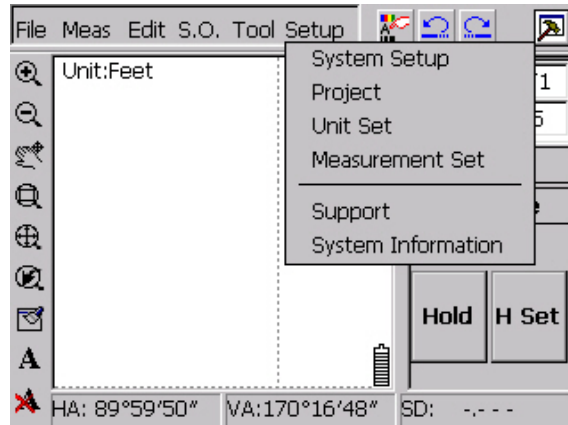 File Meas Edit S.O. Tool Setup
System Setup
Unit:Feet
Project
1
Unit Set
5
Measurement Set
Support
System Information
Hold H Set
A
HA: 89°59'50" VA:170°16'48" SD: -.- - -